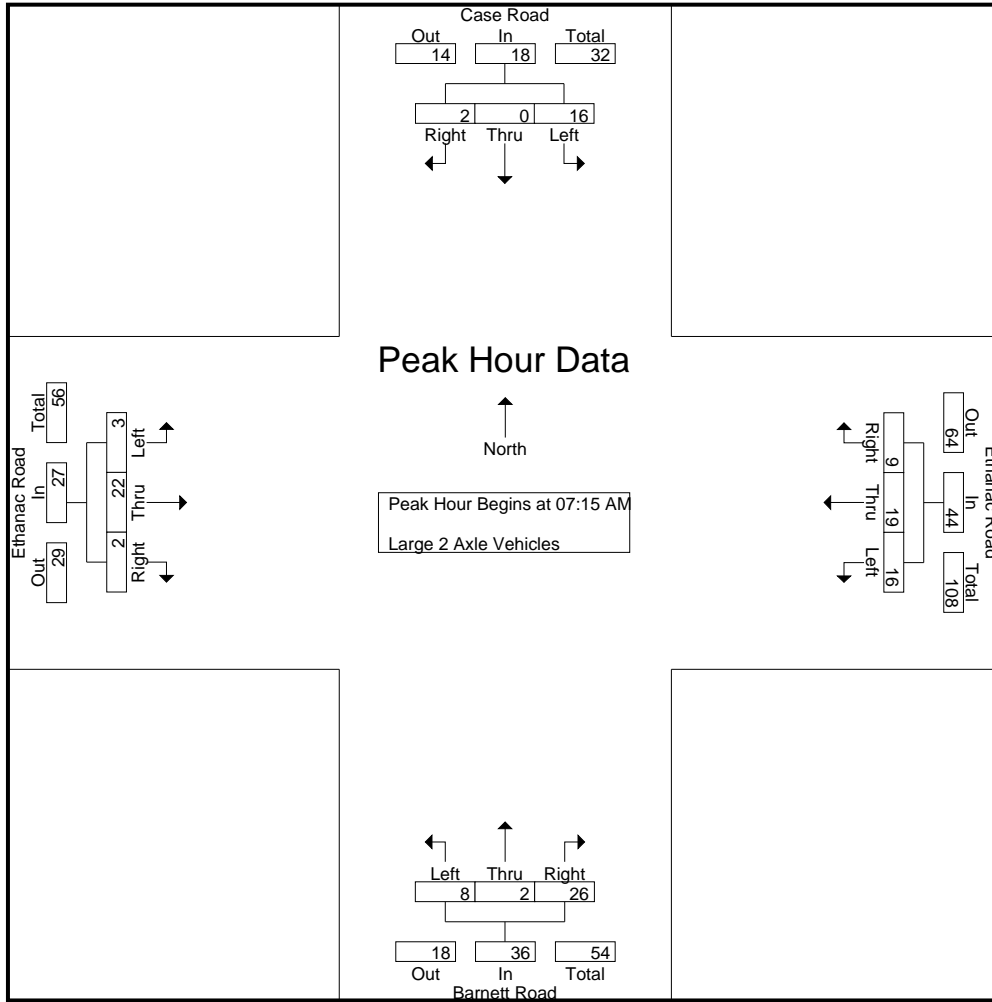 Case Road
Out In Total
14 18 32
2 0 16
Right Thru Left
Peak Hour Data
North
Peak Hour Begins at 07:15 AM
Large 2 Axle Vehicles
Ethanac Road
Total In Out
56 27 29
3 22 2
Left Thru Right
Ethanac Road
Out In Total
64 44 108
9 19 16
Right Thru Left
Left Thru Right
8 2 26
18 36 54
Out In Total
Barnett Road